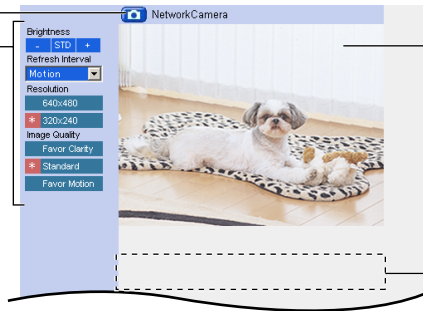 NetworkCamera
Brightness
- STD +
Refresh Interval
Motion
Resolution
640x480
* 320x240
Image Quality
Favor Clarity
* Standard
Favor Motion